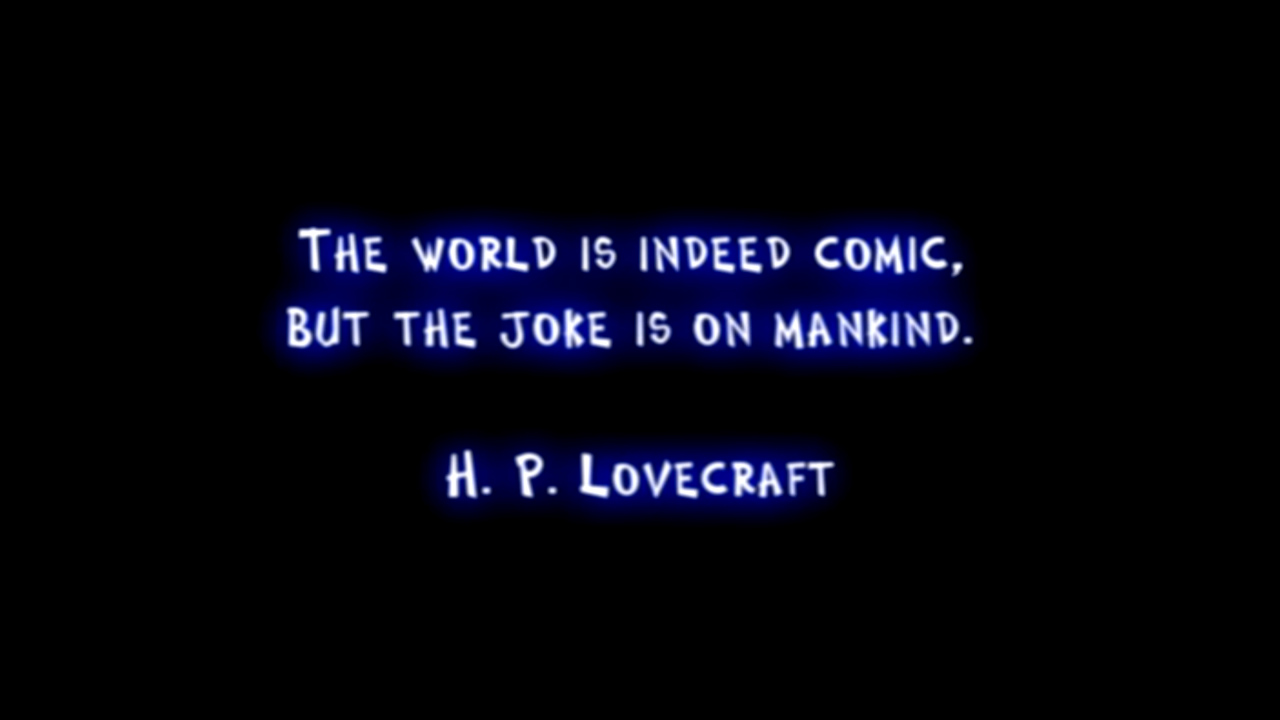 The world is indeed comic,
but the joke is on mankind.
H. P. Lovecraft